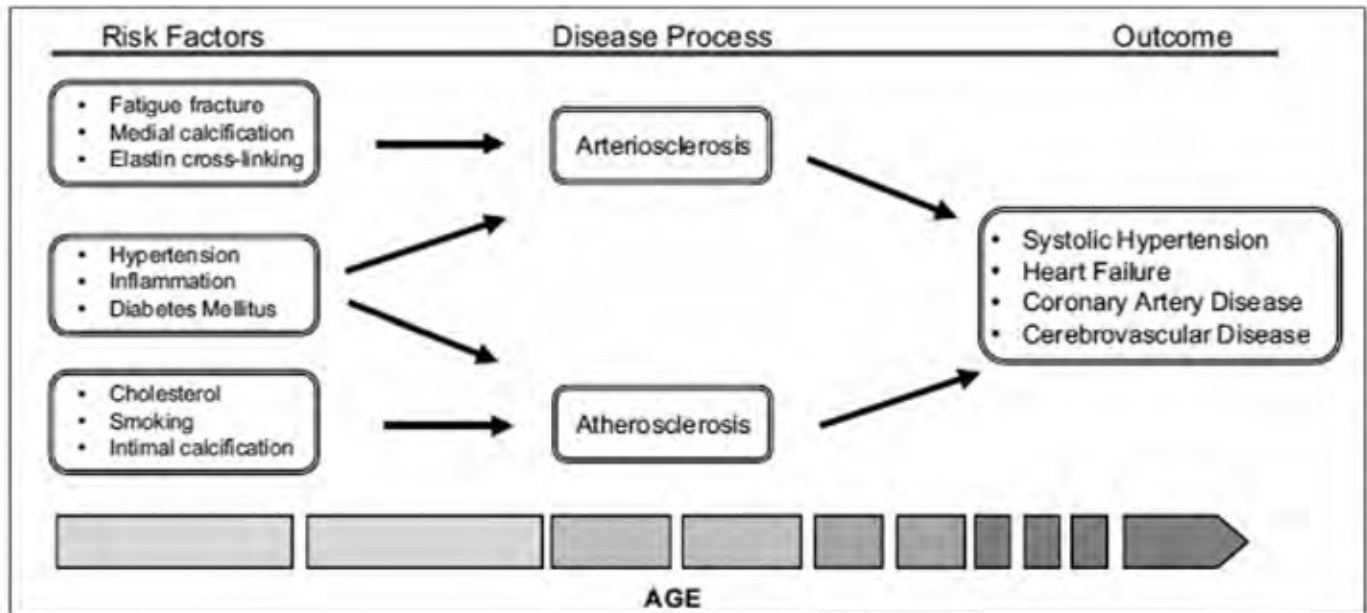 Risk Factors Disease Process Outcome
• Fatigue fracture
• Medial calcification
• Elastin cross-linking
Arteriosclerosis
• Hypertension
• Inflammation
• Diabetes Mellitus
• Systolic Hypertension
• Heart Failure
• Coronary Artery Disease
• Cerebrovascular Disease
• Cholesterol
• Smoking
• Intimal calcification
Atherosclerosis
AGE